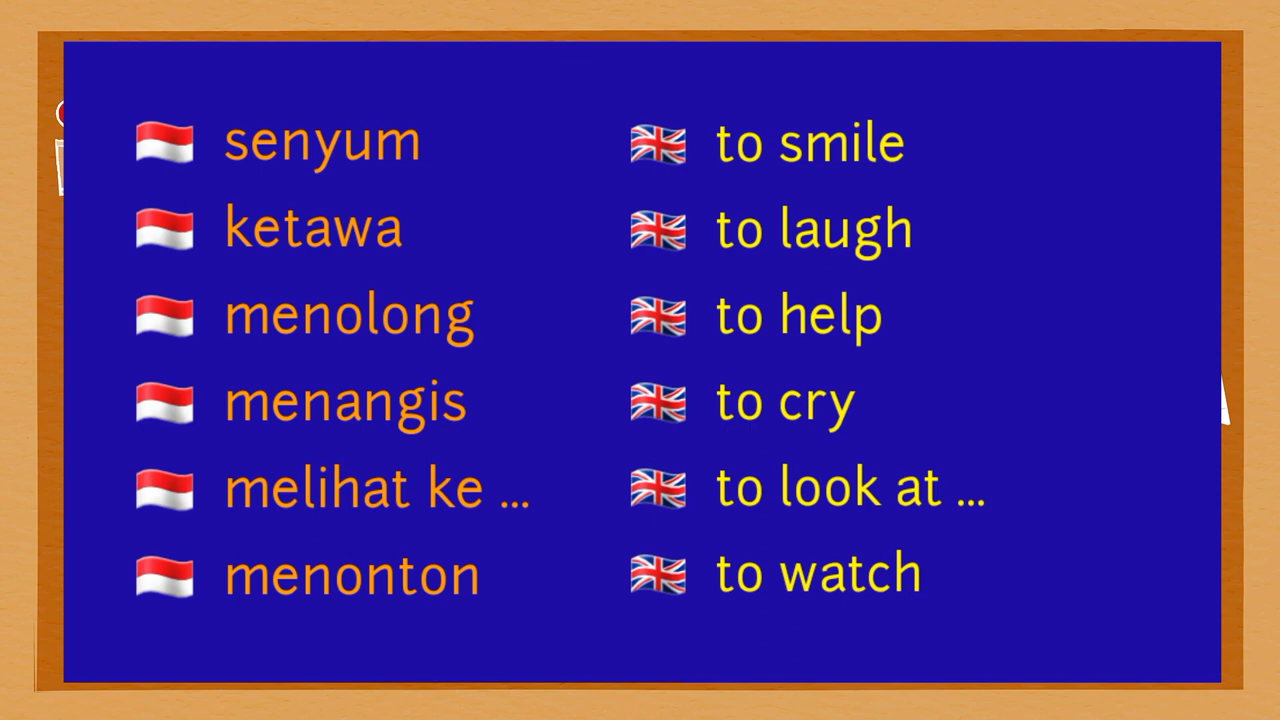 senyum to smile
ketawa to laugh
menolong to help
menangis to cry
melihat ke ... to look at ...
menonton to watch